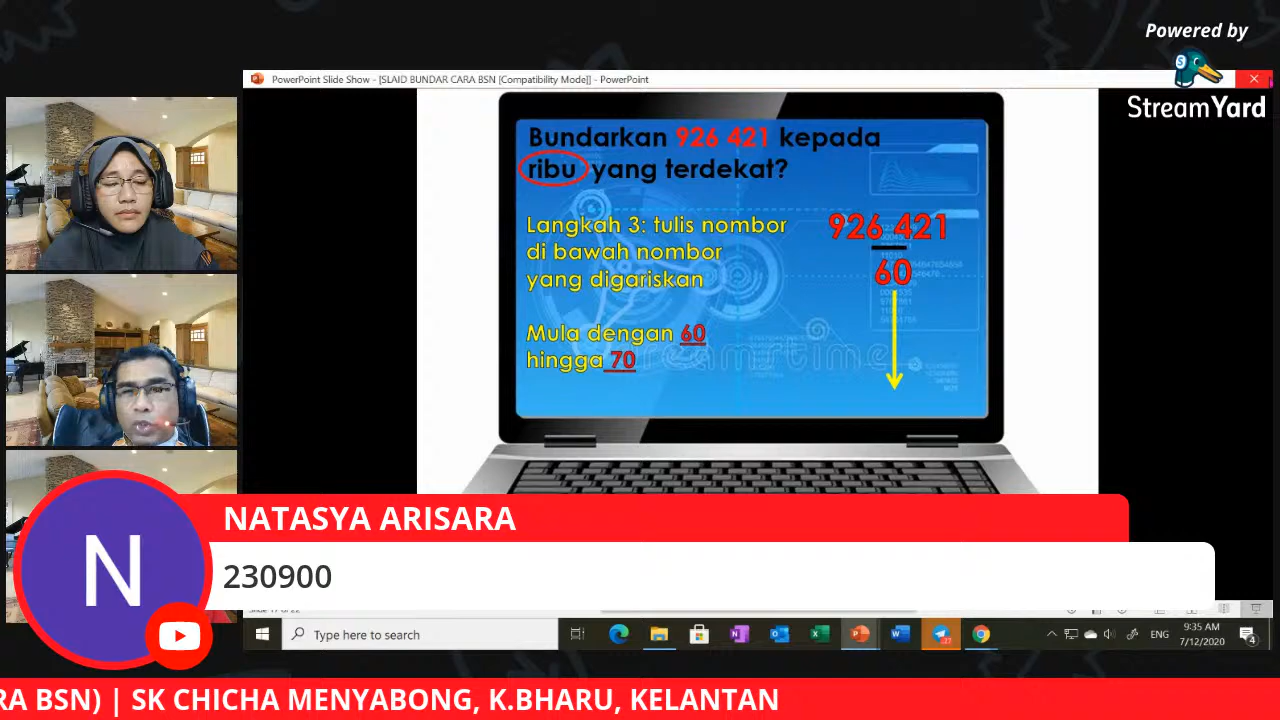 Powered by
StreamYard
PowerPoint Slide Show - [SLAID BUNDAR CARA BSN [Compatibility Mode]] - PowerPoint
Bundarkan 926 421 kepada
ribu yang terdekat?
Langkah 3: tulis nombor
di bawah nombor
yang digariskan
926 421
60
Mula dengan 60
hingga 70
dreamstime
N
NATASYA ARISARA
230900
Type here to search
ENG
9:35 AM
7/12/2020
4
RA BSN) | SK CHICHA MENYABONG, K.BHARU, KELANTAN